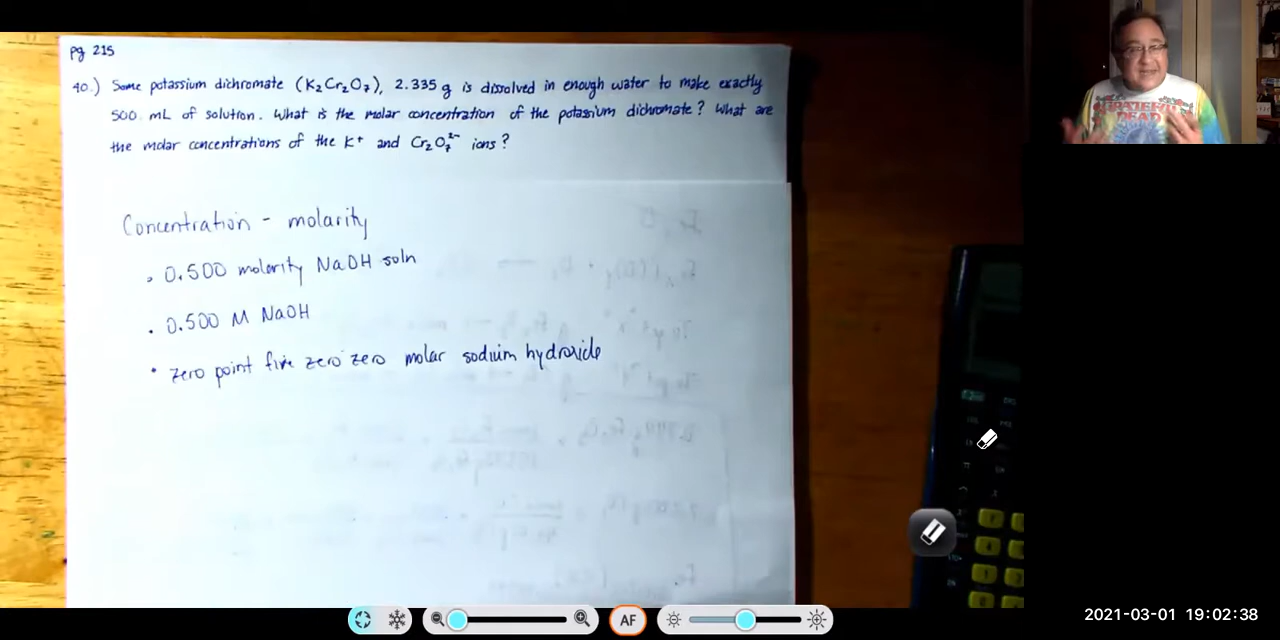 pg 215
40.) Some potassium dichromate (K₂Cr₂O₇), 2.335 g is dissolved in enough water to make exactly
500. mL of solution. What is the molar concentration of the potassium dichromate? What are
the molar concentrations of the K⁺ and Cr₂O₇²⁻ ions?
Concentration - molarity
• 0.500 molarity NaOH soln
• 0.500 M NaOH
• zero point five zero zero molar sodium hydroxide
GRATEFUL
DEAD
AF
2021-03-01 19:02:38